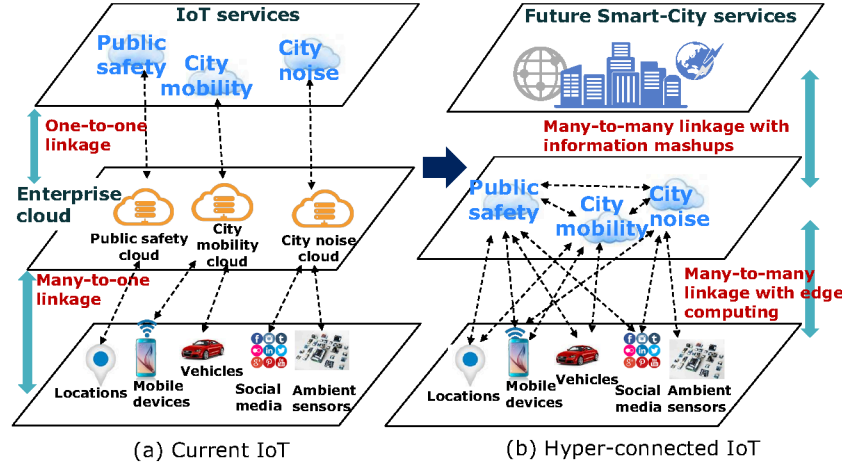 IoT services
Public
safety
City
mobility
City
noise
One-to-one
linkage
Enterprise
cloud
Public safety
cloud
City
mobility
cloud
City noise
cloud
Many-to-one
linkage
Locations
Mobile
devices
Vehicles
Social
media
Ambient
sensors
(a) Current IoT
Future Smart-City services
Many-to-many linkage with
information mashups
Public
safety
City
mobility
City
noise
Many-to-many
linkage with edge
computing
Locations
Mobile
devices
Vehicles
Social
media
Ambient
sensors
(b) Hyper-connected IoT